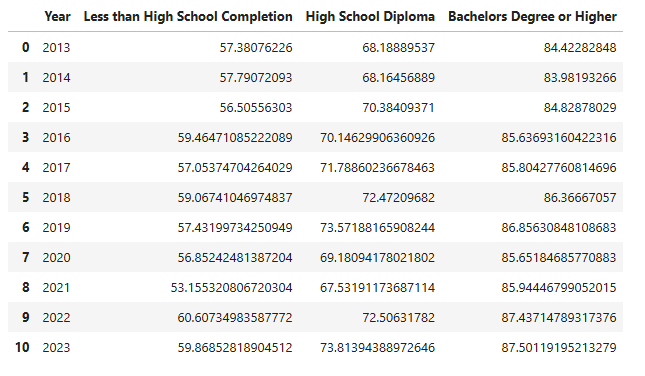 Year Less than High School Completion High School Diploma Bachelors Degree or Higher
0 2013 57.38076226 68.18889537 84.42282848
1 2014 57.79072093 68.16456889 83.98193266
2 2015 56.50556303 70.38409371 84.82878029
3 2016 59.46471085222089 70.14629906360926 85.63693160422316
4 2017 57.05374704264029 71.78860236678463 85.80427760814696
5 2018 59.06741046974837 72.47209682 86.36667057
6 2019 57.43199734250949 73.57188165908244 86.85630848108683
7 2020 56.85242481387204 69.18094178021802 85.65184685770883
8 2021 53.155320806720304 67.53191173687114 85.94446799052015
9 2022 60.60734983587772 72.50631782 87.43714789317376
10 2023 59.86852818904512 73.81394388972646 87.50119195213279